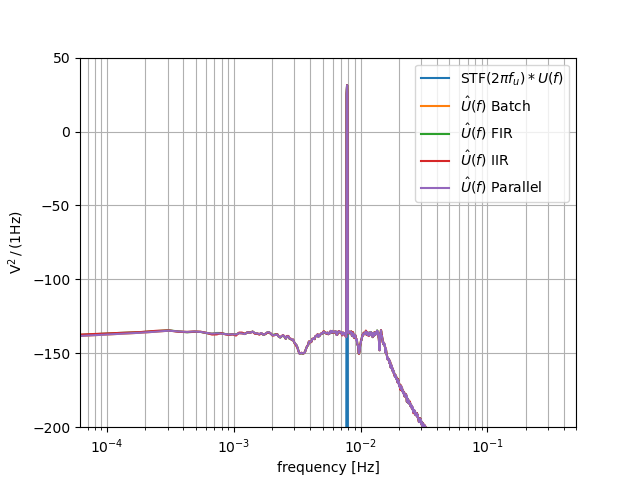 50
0
−50
−100
−150
−200
V² / (1Hz)
10⁻⁴
10⁻³
10⁻²
10⁻¹
frequency [Hz]
STF(2πfᵤ) * U(f)
Û(f) Batch
Û(f) FIR
Û(f) IIR
Û(f) Parallel